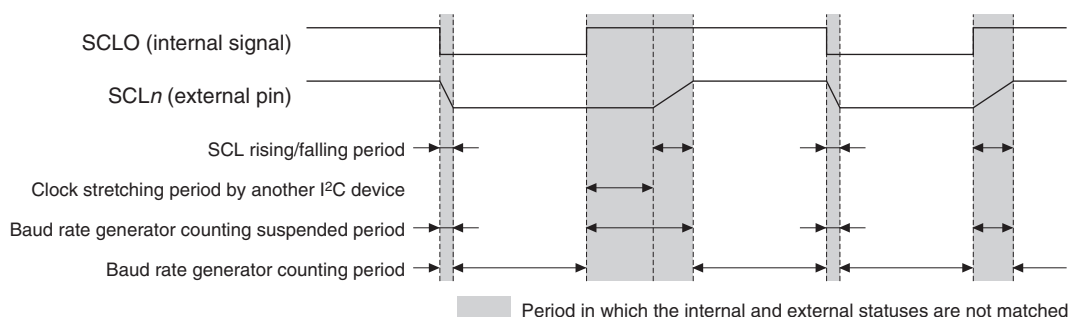 SCLO (internal signal)
SCLn (external pin)
SCL rising/falling period
Clock stretching period by another I²C device
Baud rate generator counting suspended period
Baud rate generator counting period
Period in which the internal and external statuses are not matched